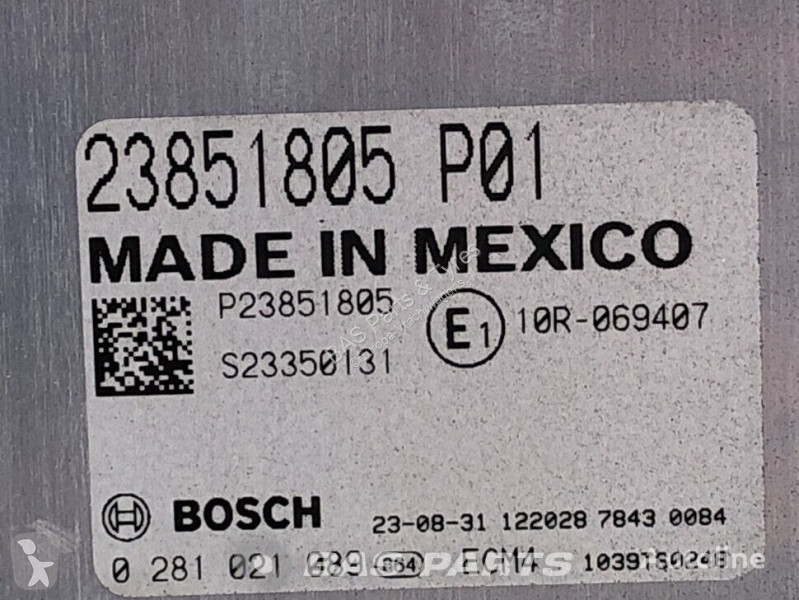 23851805 P01
MADE IN MEXICO
P23851805
E1 10R-069407
S23350131
BOSCH 23-08-31 122028 7843 0084
0 281 021 ECM4